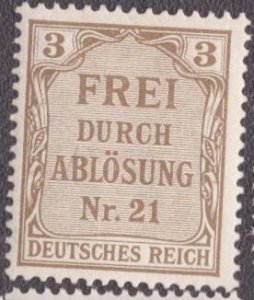 3 3
FREI
DURCH
ABLÖSUNG
Nr. 21
DEUTSCHES REICH